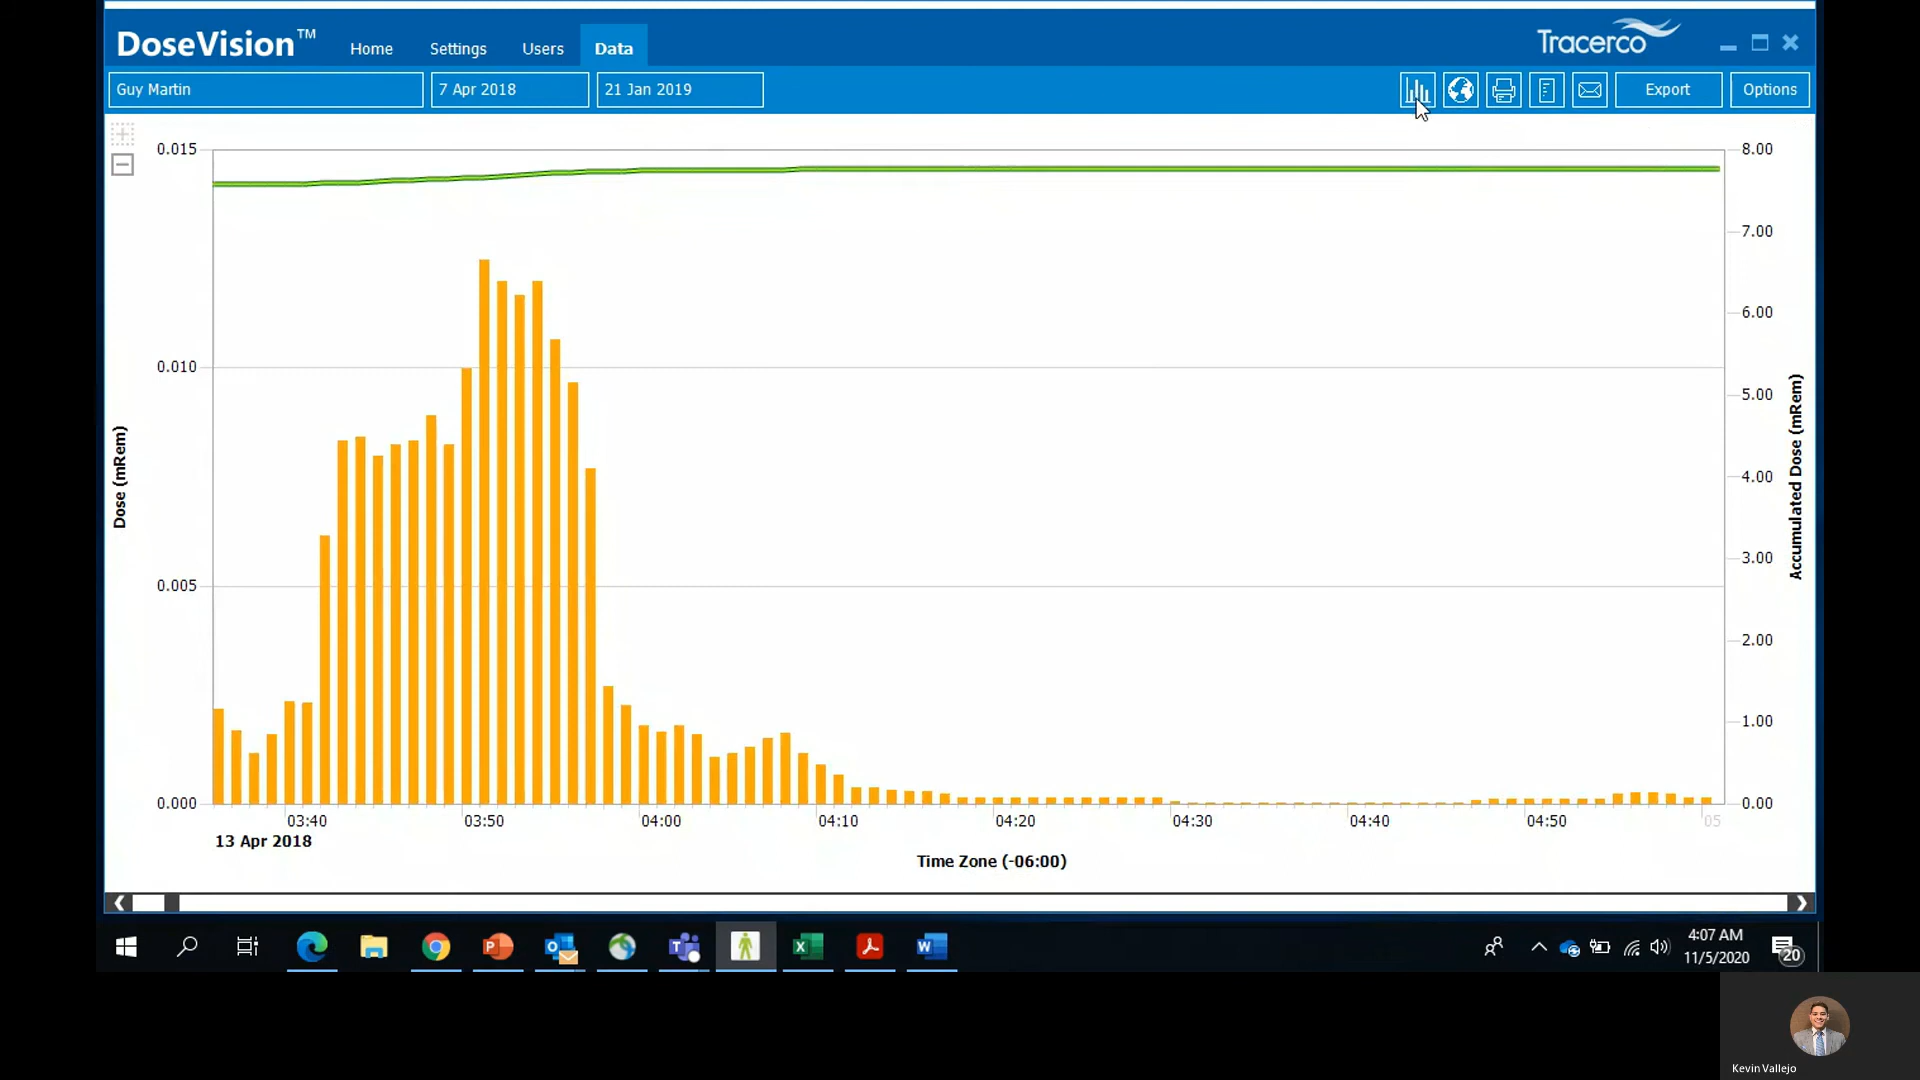 DoseVision™
Home
Settings
Users
Data
Tracerco
Guy Martin
7 Apr 2018
21 Jan 2019
Export
Options
0.015
0.010
0.005
0.000
Dose (mRem)
8.00
7.00
6.00
5.00
4.00
3.00
2.00
1.00
0.00
Accumulated Dose (mRem)
03:40
03:50
04:00
04:10
04:20
04:30
04:40
04:50
05
13 Apr 2018
Time Zone (-06:00)
4:07 AM
11/5/2020
20
Kevin Vallejo